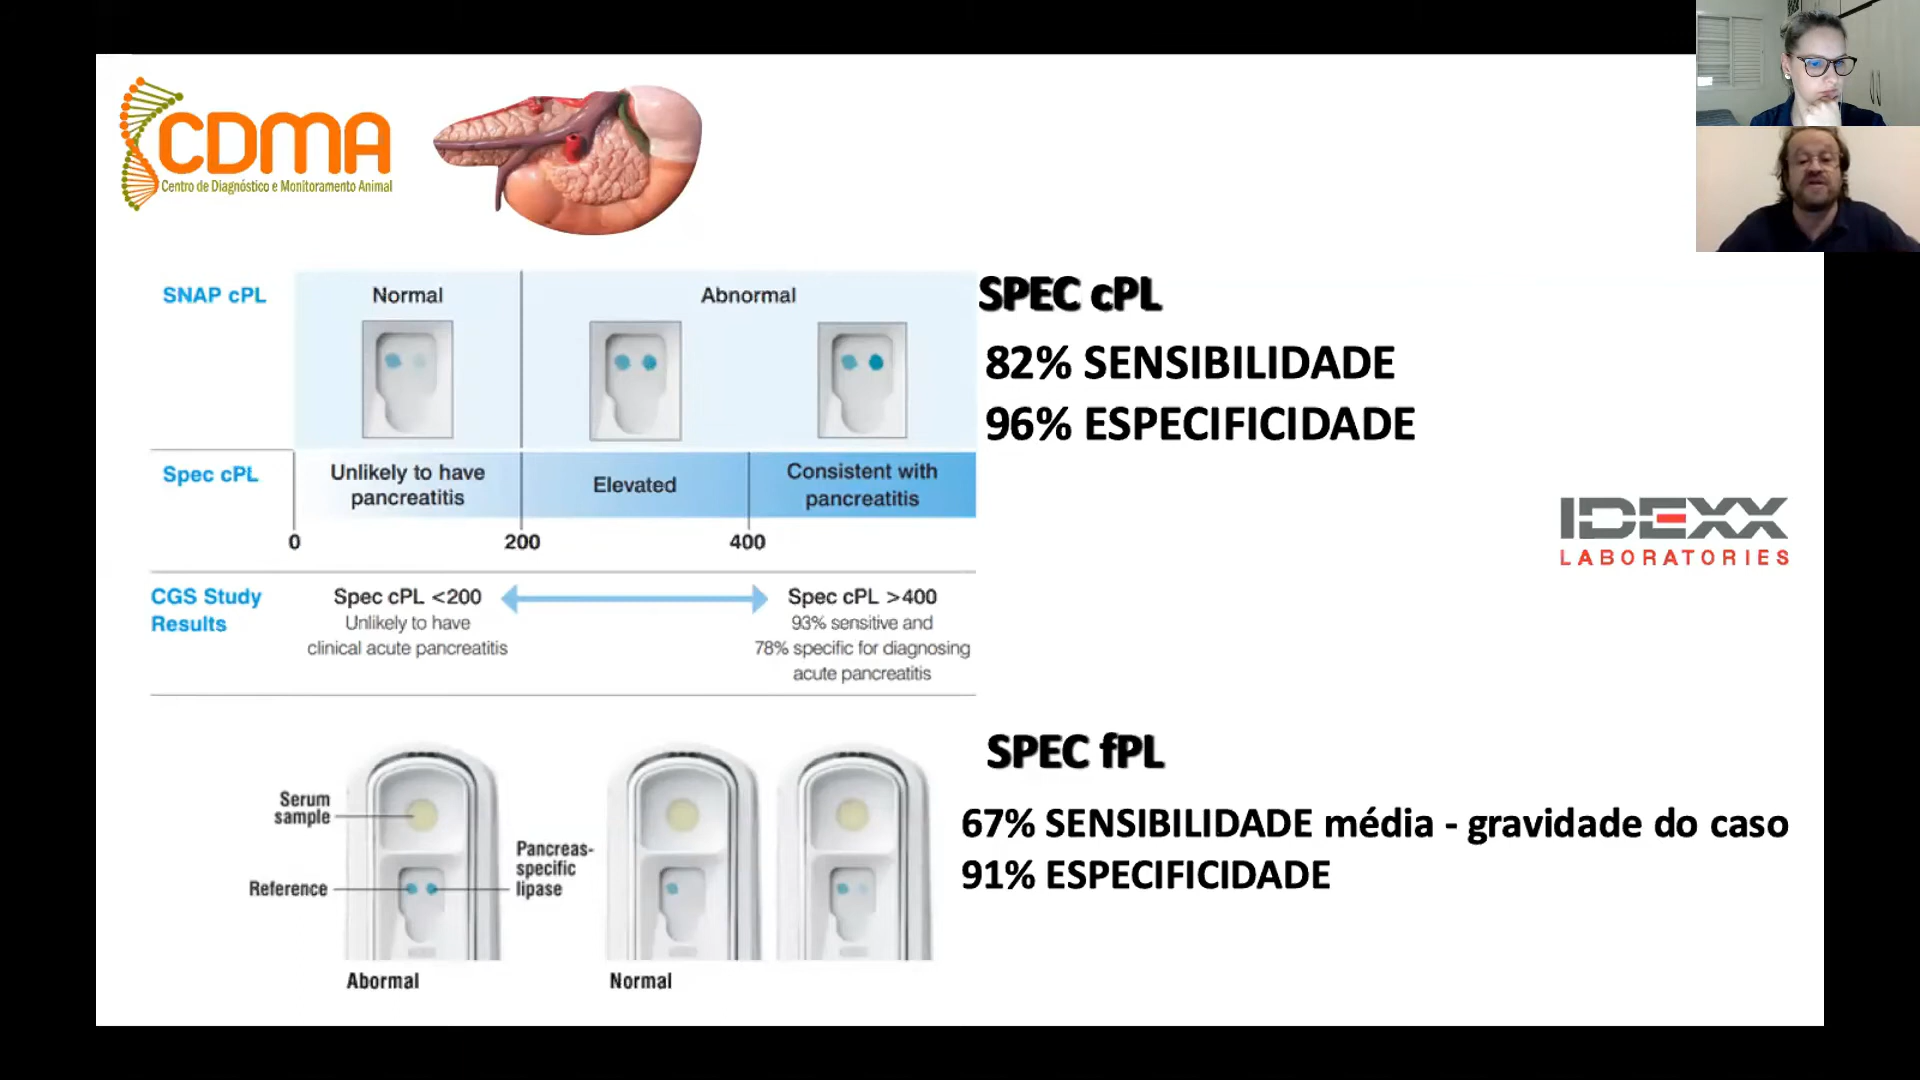 CDMA
Centro de Diagnóstico e Monitoramento Animal
SNAP cPL
Normal
Abnormal
Spec cPL
Unlikely to have
pancreatitis
Elevated
Consistent with
pancreatitis
0
200
400
CGS Study
Results
Spec cPL <200
Unlikely to have
clinical acute pancreatitis
Spec cPL >400
93% sensitive and
78% specific for diagnosing
acute pancreatitis
SPEC cPL
82% SENSIBILIDADE
96% ESPECIFICIDADE
IDEXX
LABORATORIES
Serum
sample
Reference
Pancreas-
specific
lipase
Abormal
Normal
SPEC fPL
67% SENSIBILIDADE média - gravidade do caso
91% ESPECIFICIDADE